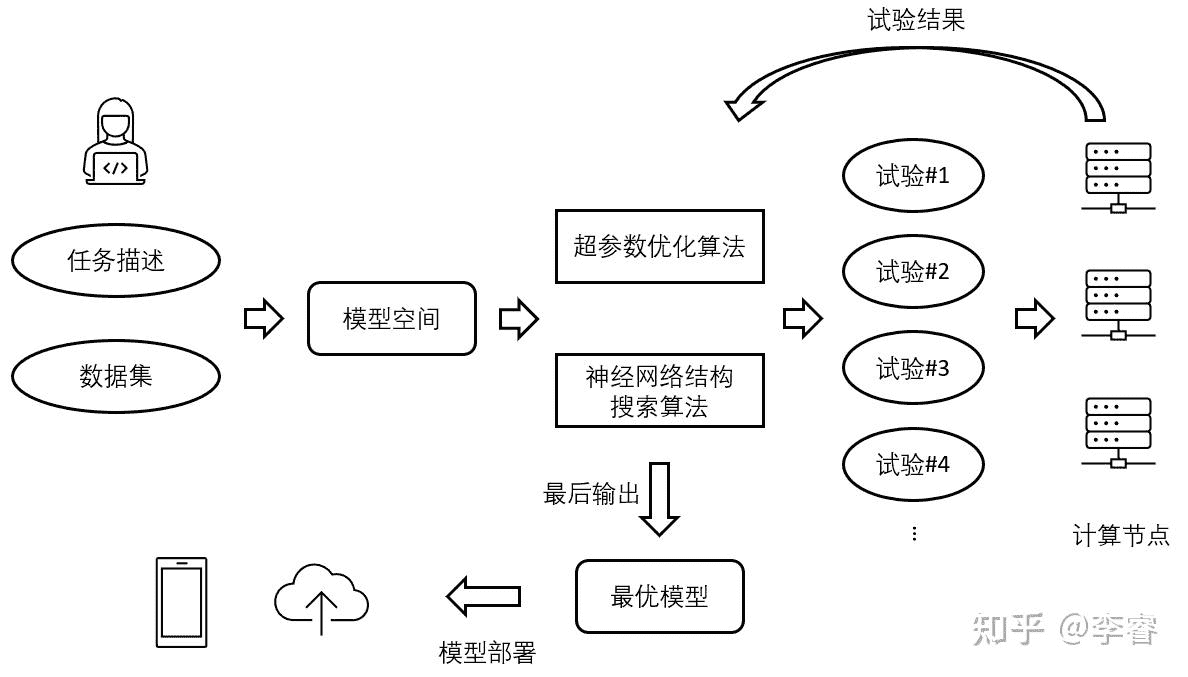 试验结果
</>
任务描述
数据集
模型空间
超参数优化算法
神经网络结构
搜索算法
试验#1
试验#2
试验#3
试验#4
⋮
计算节点
最后输出
最优模型
模型部署
知乎 @李睿